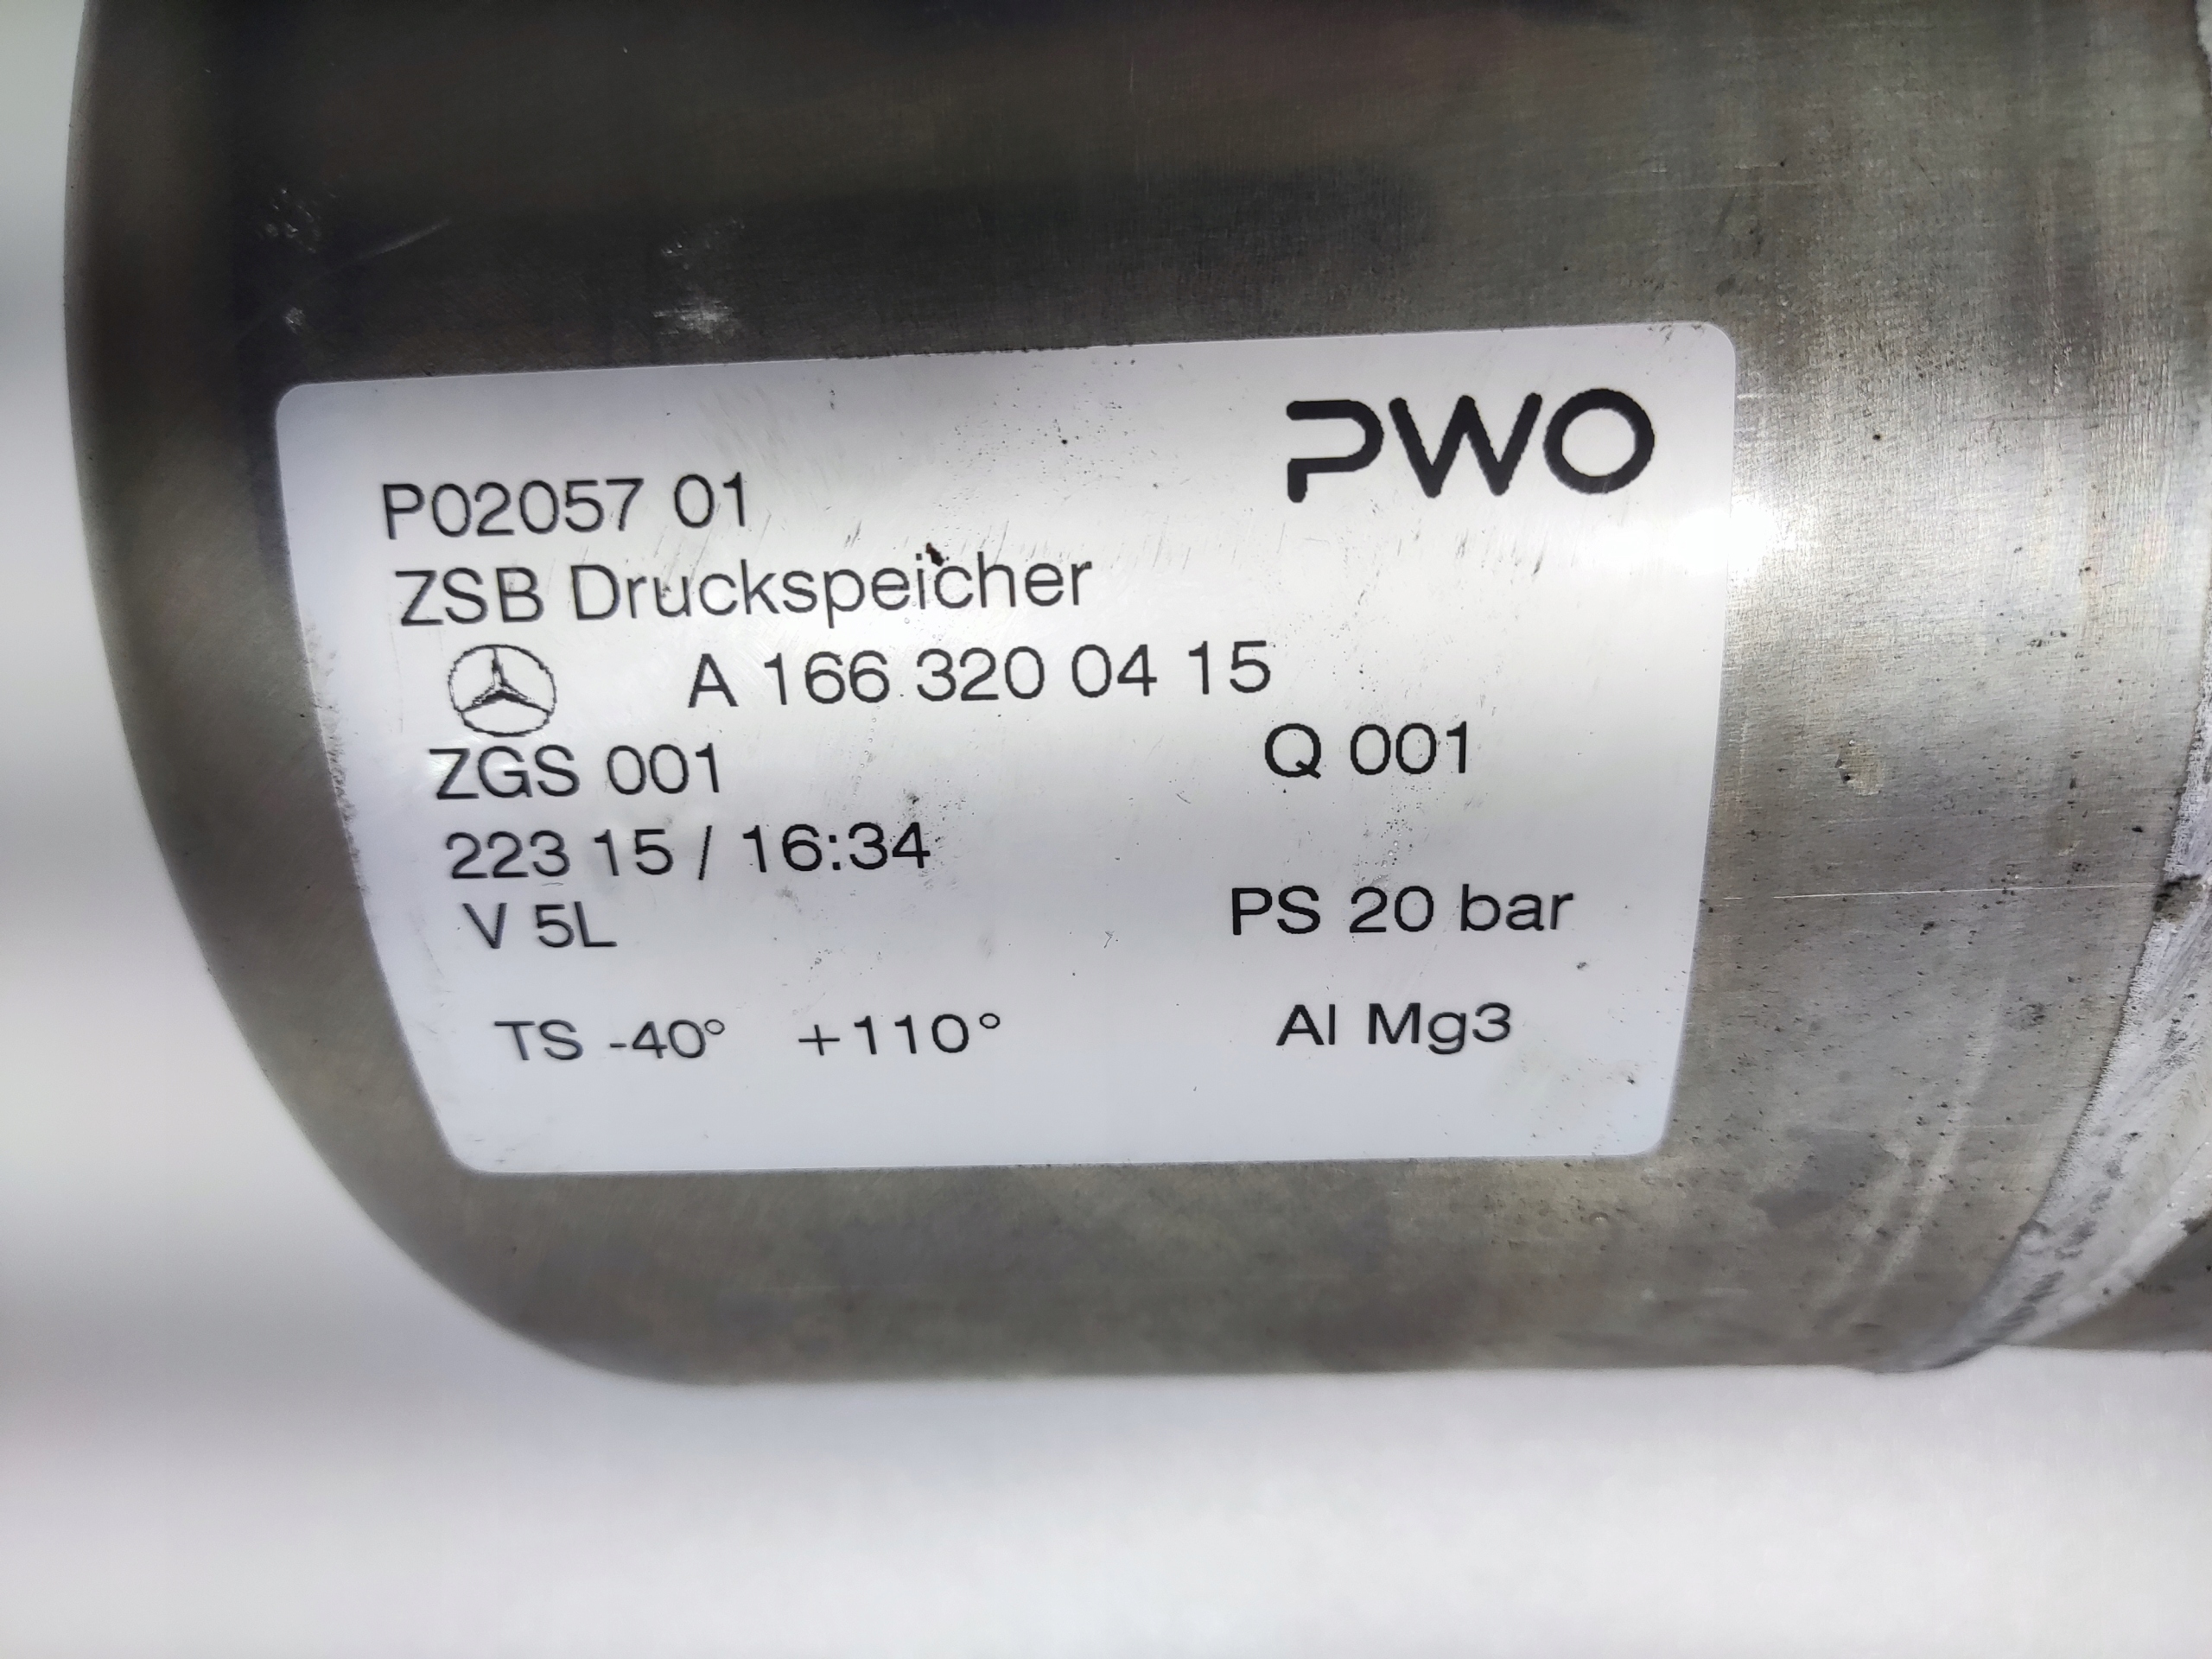 PWO
P02057 01
ZSB Druckspeicher
A 166 320 04 15
ZGS 001 Q 001
223 15 / 16:34
V 5L PS 20 bar
TS -40° +110° Al Mg3